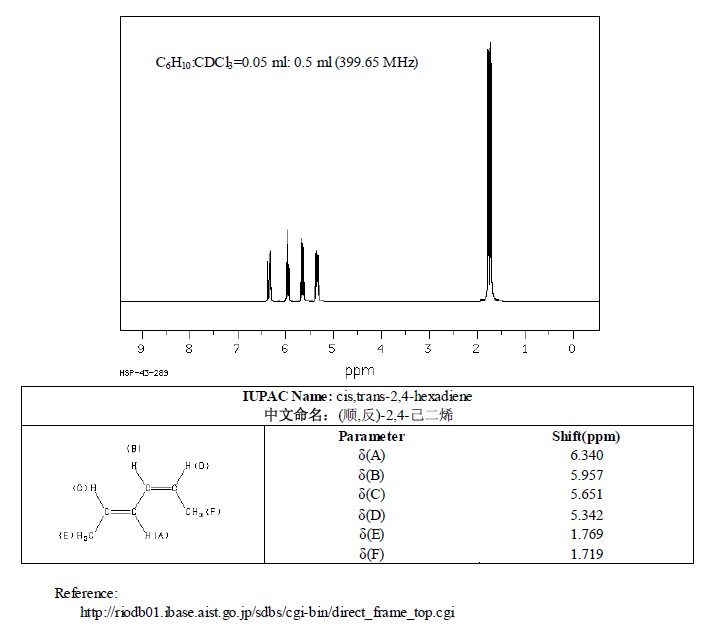 C6H10:CDCl3=0.05 ml: 0.5 ml (399.65 MHz)
9 8 7 6 5 4 3 2 1 0
ppm
HSP-43-289
IUPAC Name: cis,trans-2,4-hexadiene
中文命名：(顺,反)-2,4-己二烯
Parameter Shift(ppm)
δ(A) 6.340
δ(B) 5.957
δ(C) 5.651
δ(D) 5.342
δ(E) 1.769
δ(F) 1.719
(B)
H H(D)
(C)H C C
C C CH3(F)
(E)H3C H(A)
Reference:
http://riodb01.ibase.aist.go.jp/sdbs/cgi-bin/direct_frame_top.cgi